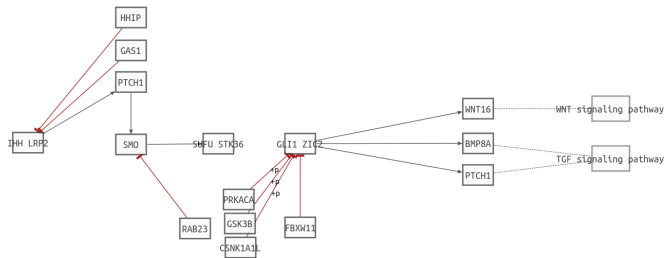 HHIP
GAS1
PTCH1
IHH LRP2
SMO
SUFU STK36
GLI1 ZIC2
WNT16
WNT signaling pathway
BMP8A
TGF signaling pathway
PTCH1
+p
+p
+p
PRKACA
GSK3B
CSNK1A1L
FBXW11
RAB23